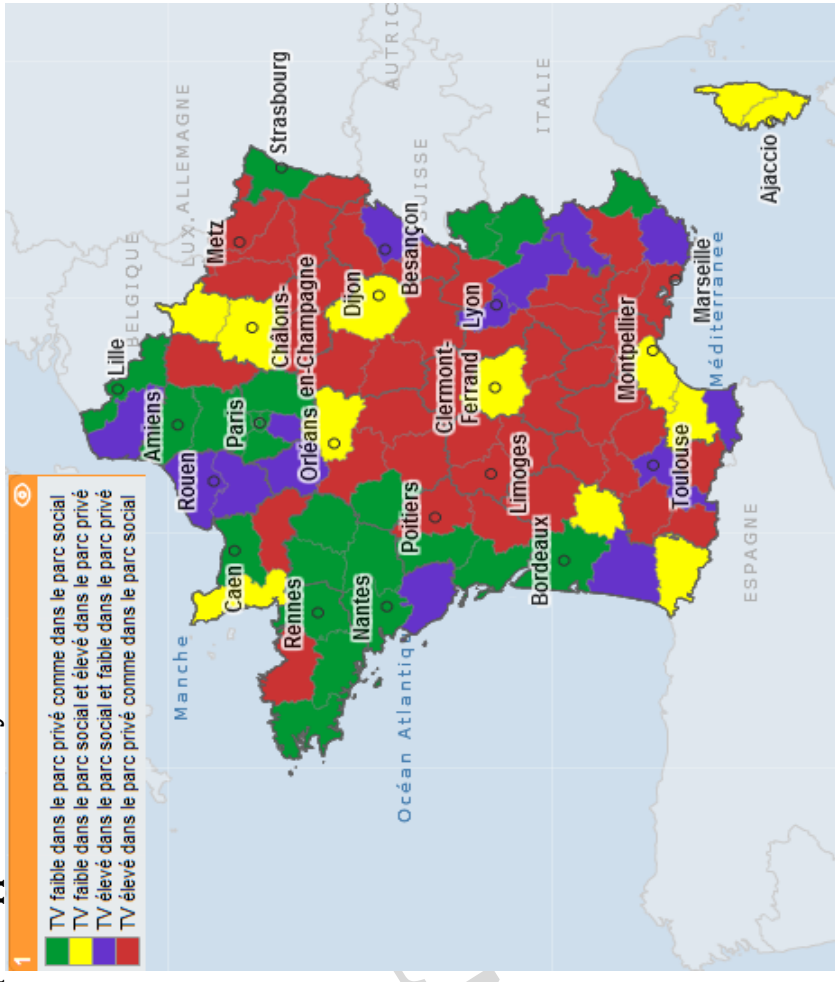 1
TV faible dans le parc privé comme dans le parc social
TV faible dans le parc social et élevé dans le parc privé
TV élevé dans le parc social et faible dans le parc privé
TV élevé dans le parc privé comme dans le parc social
Manche
Océan Atlantiq
Méditerranée
BELGIQUE
LUX.
ALLEMAGNE
AUTRIC
SUISSE
ITALIE
ESPAGNE
Lille
Amiens
Rouen
Caen
Paris
Metz
Strasbourg
Châlons-
en-Champagne
Rennes
Orléans
Nantes
Dijon
Besançon
Poitiers
Limoges
Clermont-
Ferrand
Lyon
Bordeaux
Toulouse
Montpellier
Marseille
Ajaccio